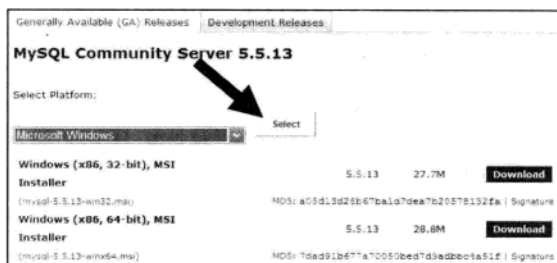 Generally Available (GA) Releases
Development Releases
MySQL Community Server 5.5.13
Select Platform:
Select
Microsoft Windows
Windows (x86, 32-bit), MSI
Installer
5.5.13
27.7M
Download
(mysql-5.5.13-win32.msi)
MD5: | Signature
Windows (x86, 64-bit), MSI
Installer
5.5.13
28.8M
Download
(mysql-5.5.13-winx64.msi)
MD5: | Signature